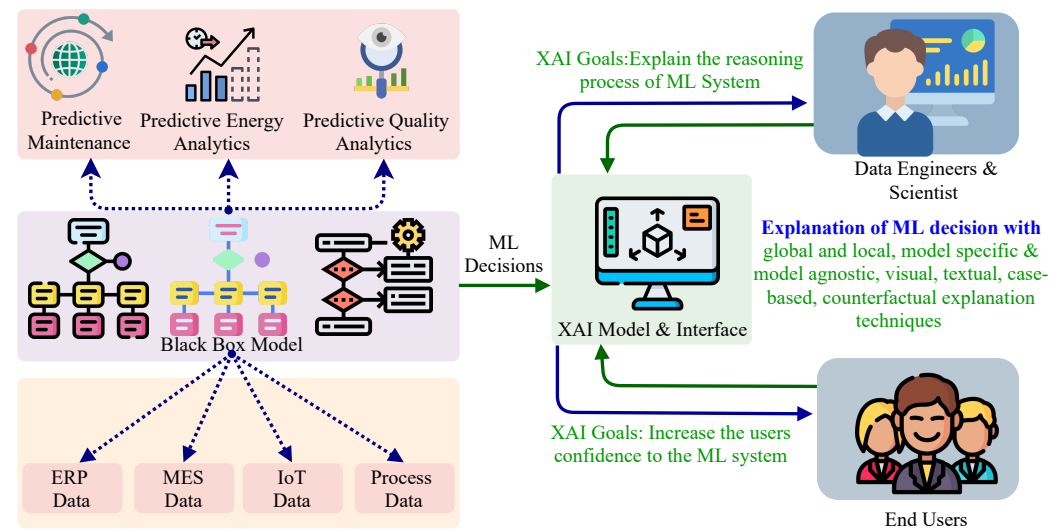 Predictive
Maintenance
Predictive Energy
Analytics
Predictive Quality
Analytics
Black Box Model
ERP
Data
MES
Data
IoT
Data
Process
Data
ML
Decisions
XAI Goals:Explain the reasoning
process of ML System
XAI Model & Interface
XAI Goals: Increase the users
confidence to the ML system
Data Engineers &
Scientist
Explanation of ML decision with
global and local, model specific &
model agnostic, visual, textual, case-
based, counterfactual explanation
techniques
End Users